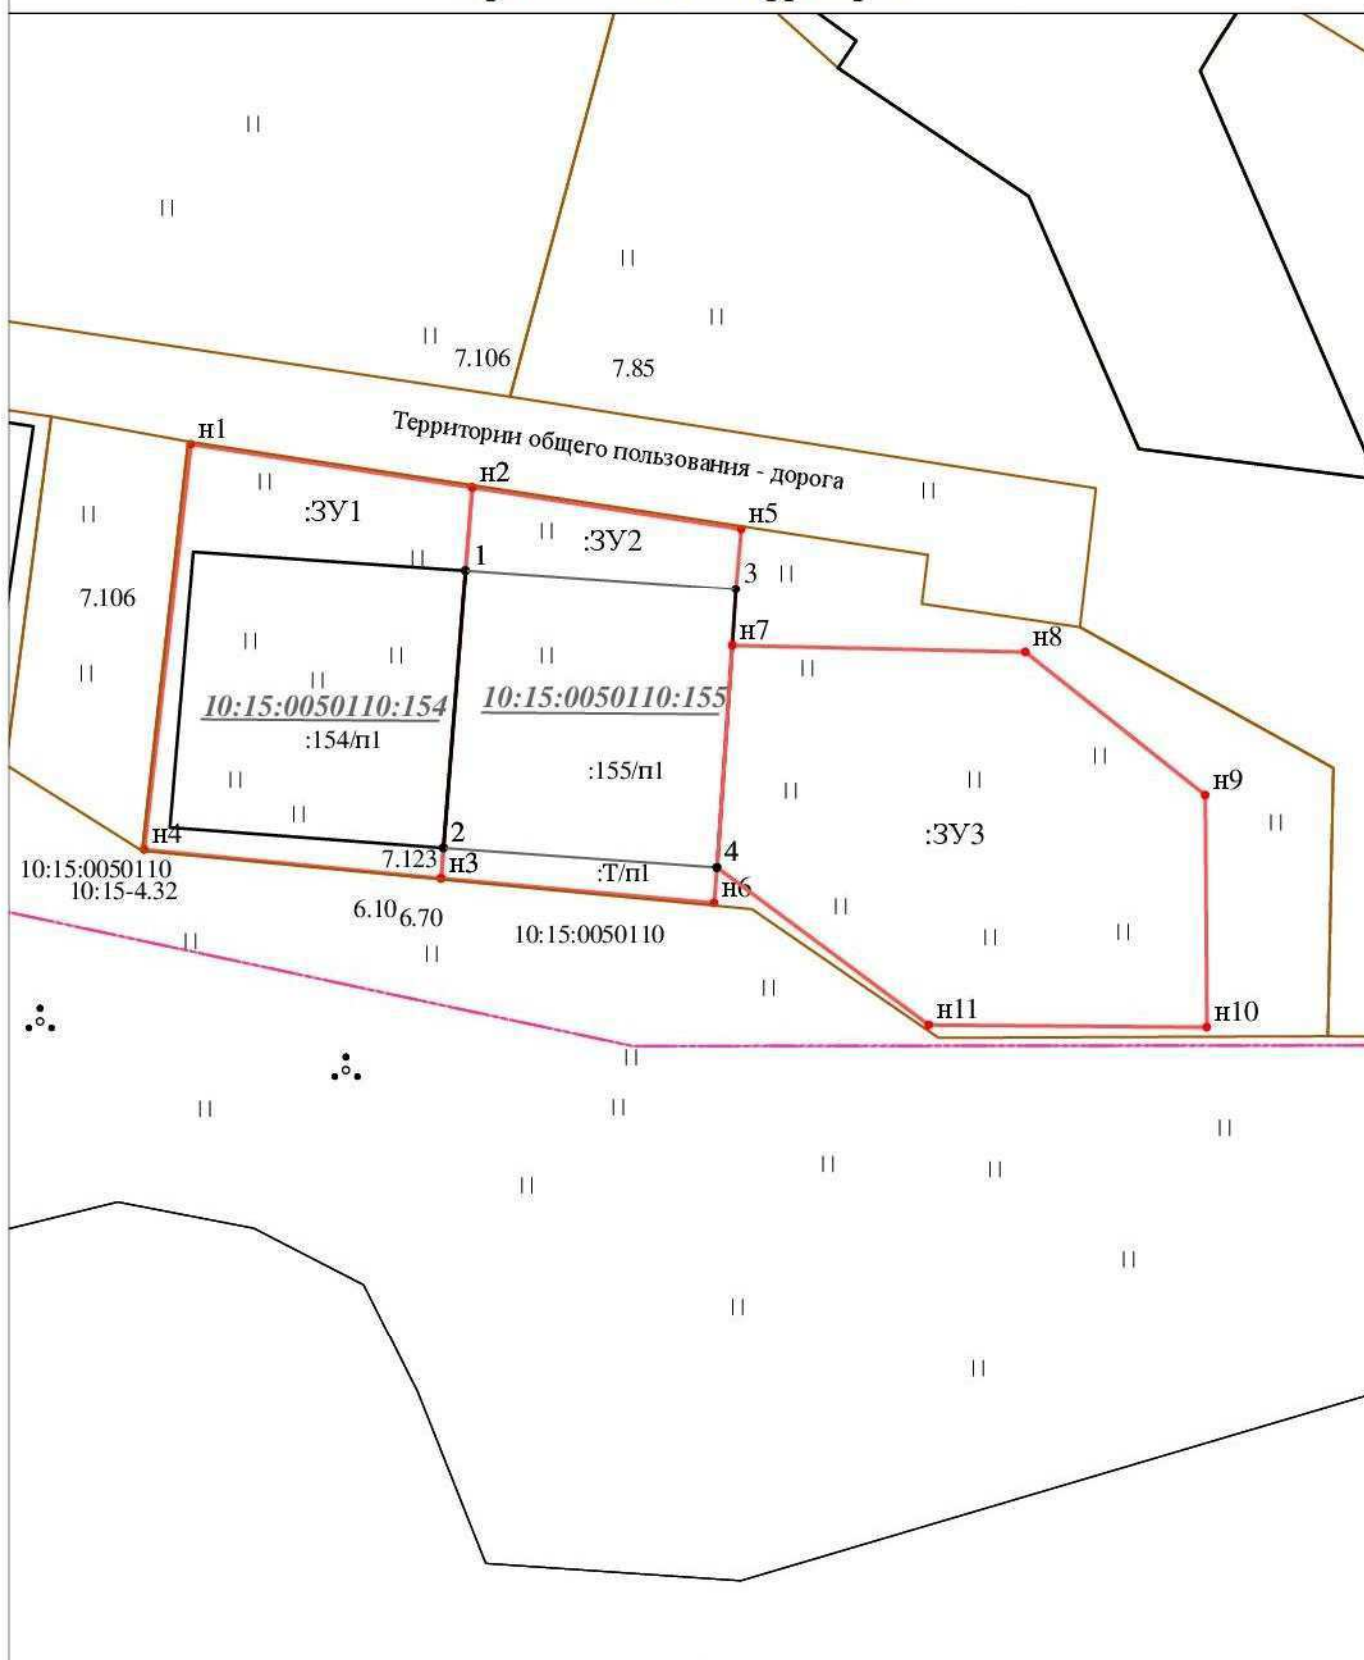 7.106
7.85
Территории общего пользования - дорога
н1
н2
н5
:ЗУ1
:ЗУ2
1
3
7.106
н7
н8
10:15:0050110:154
10:15:0050110:155
:154/п1
:155/п1
н9
:ЗУ3
н4
2
4
7.123
н3
:Т/п1
н6
10:15:0050110
10:15-4.32
6.10
6.70
10:15:0050110
н11
н10